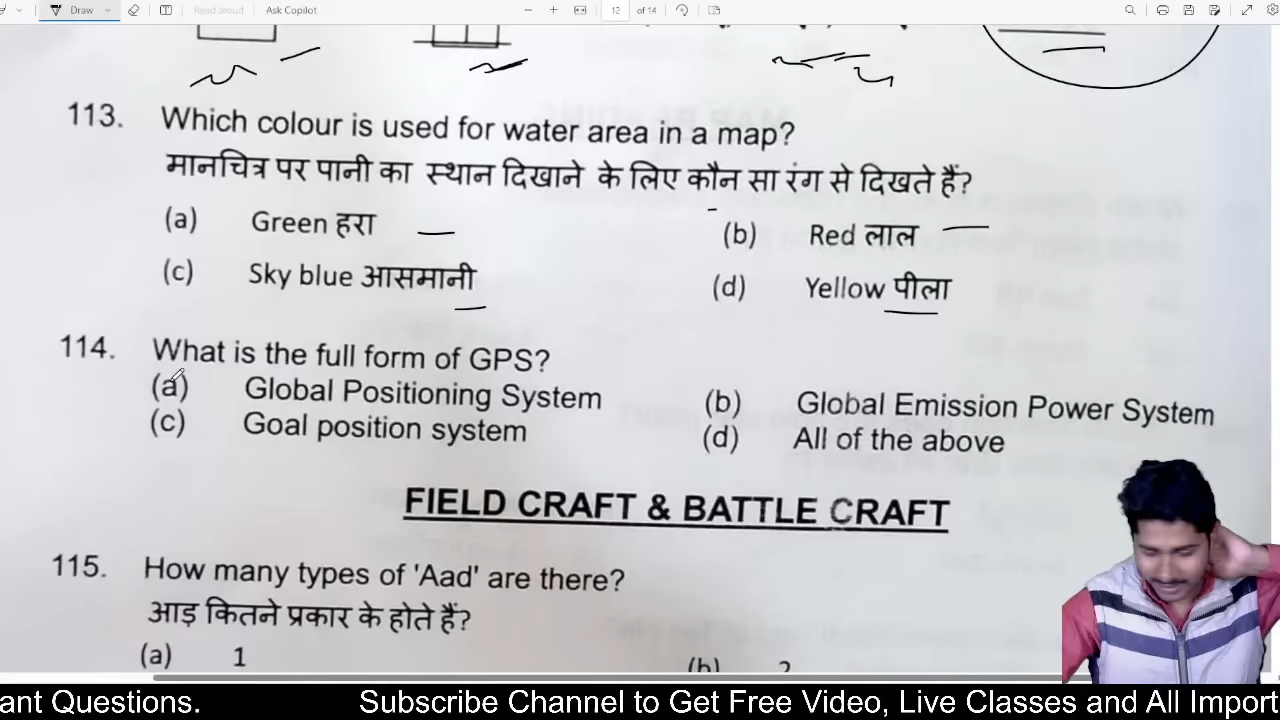 Draw
Read aloud
Ask Copilot
12 of 14
113. Which colour is used for water area in a map?
मानचित्र पर पानी का स्थान दिखाने के लिए कौन सा रंग से दिखते हैं?
(a) Green हरा (b) Red लाल
(c) Sky blue आसमानी (d) Yellow पीला
114. What is the full form of GPS?
(a) Global Positioning System (b) Global Emission Power System
(c) Goal position system (d) All of the above
FIELD CRAFT & BATTLE CRAFT
115. How many types of 'Aad' are there?
आड़ कितने प्रकार के होते हैं?
(a) 1 (b) 2
ant Questions. Subscribe Channel to Get Free Video, Live Classes and All Import